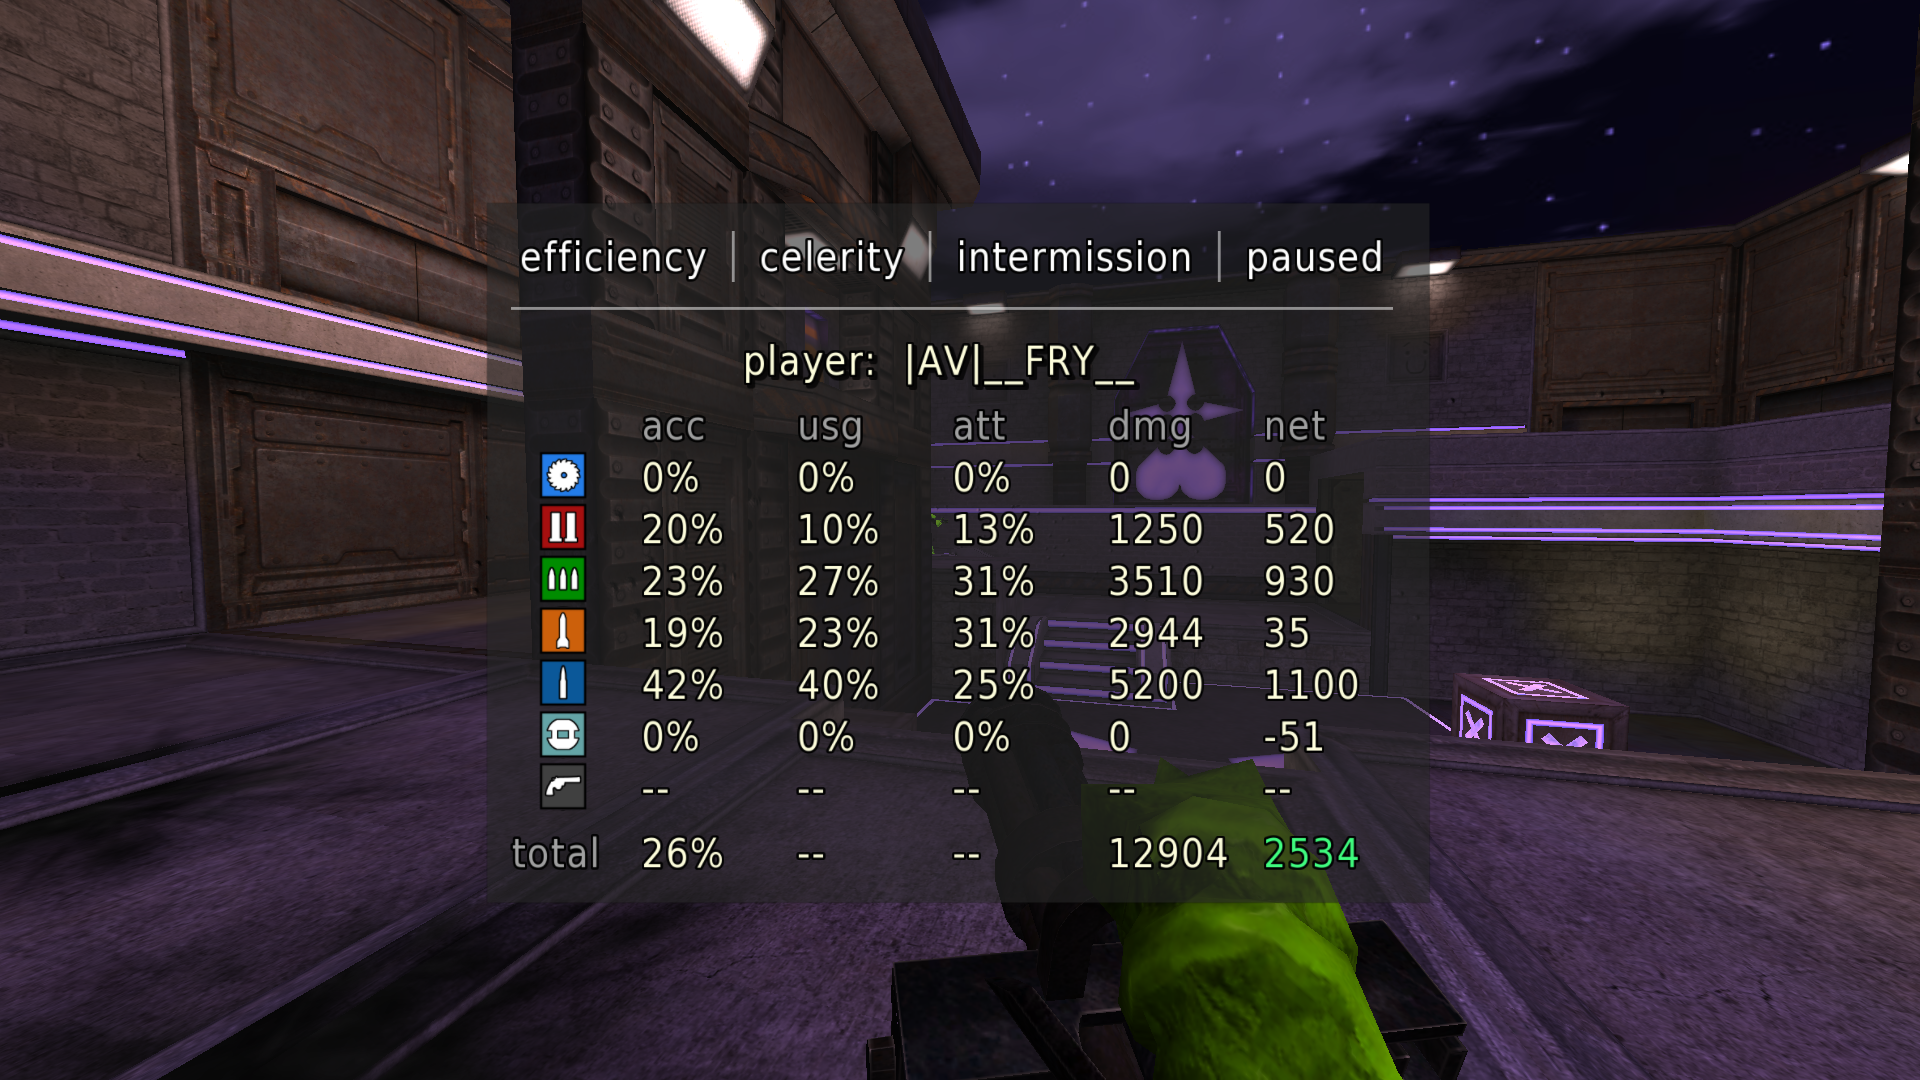 efficiency | celerity | intermission | paused
player: |AV|__FRY__
acc usg att dmg net
0% 0% 0% 0 0
20% 10% 13% 1250 520
23% 27% 31% 3510 930
19% 23% 31% 2944 35
42% 40% 25% 5200 1100
0% 0% 0% 0 -51
-- -- -- -- --
total 26% -- -- 12904 2534